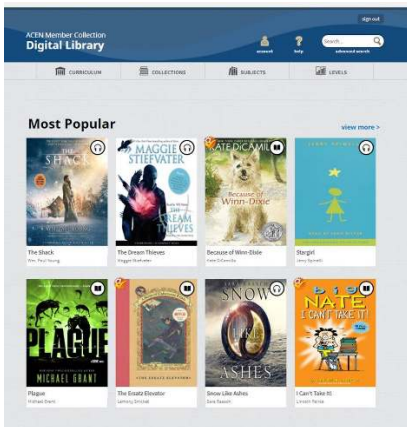 sign out
ACEN Member Collection
Digital Library
account
help
Search...
advanced search
CURRICULUM
COLLECTIONS
SUBJECTS
LEVELS
Most Popular
view more >
THE
SHACK
MAGGIE
STIEFVATER
THE
DREAM
THIEVES
KATE DICAMILLO
Because of
Winn-Dixie
JERRY SPINELLI
The Shack
Wm. Paul Young
The Dream Thieves
Maggie Stiefvater
Because of Winn-Dixie
Kate DiCamillo
Stargirl
Jerry Spinelli
PLAGUE
MICHAEL GRANT
THE ERSATZ ELEVATOR
SNOW
LIKE
ASHES
big
NATE
I CAN'T TAKE IT!
Plague
Michael Grant
The Ersatz Elevator
Lemony Snicket
Snow Like Ashes
Sara Raasch
I Can't Take It!
Lincoln Peirce